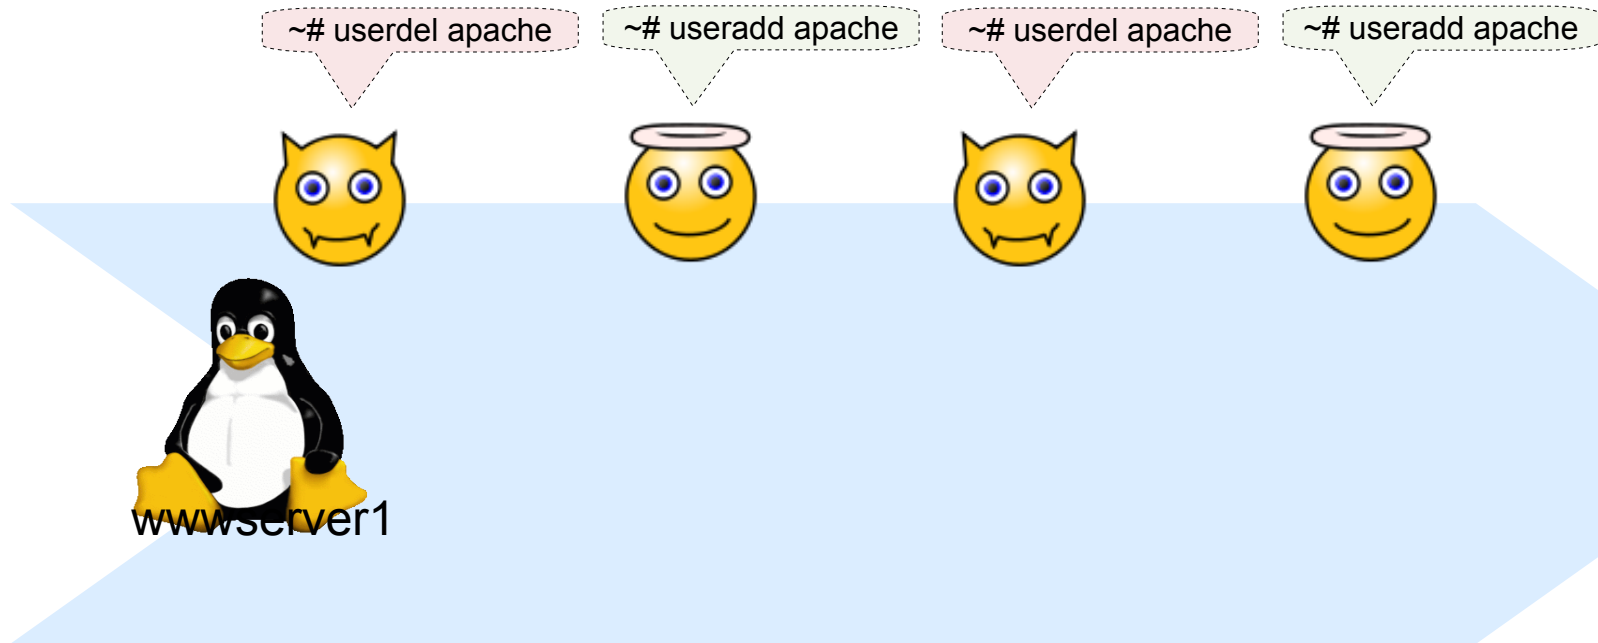 ~# userdel apache
~# useradd apache
~# userdel apache
~# useradd apache
wwwserver1